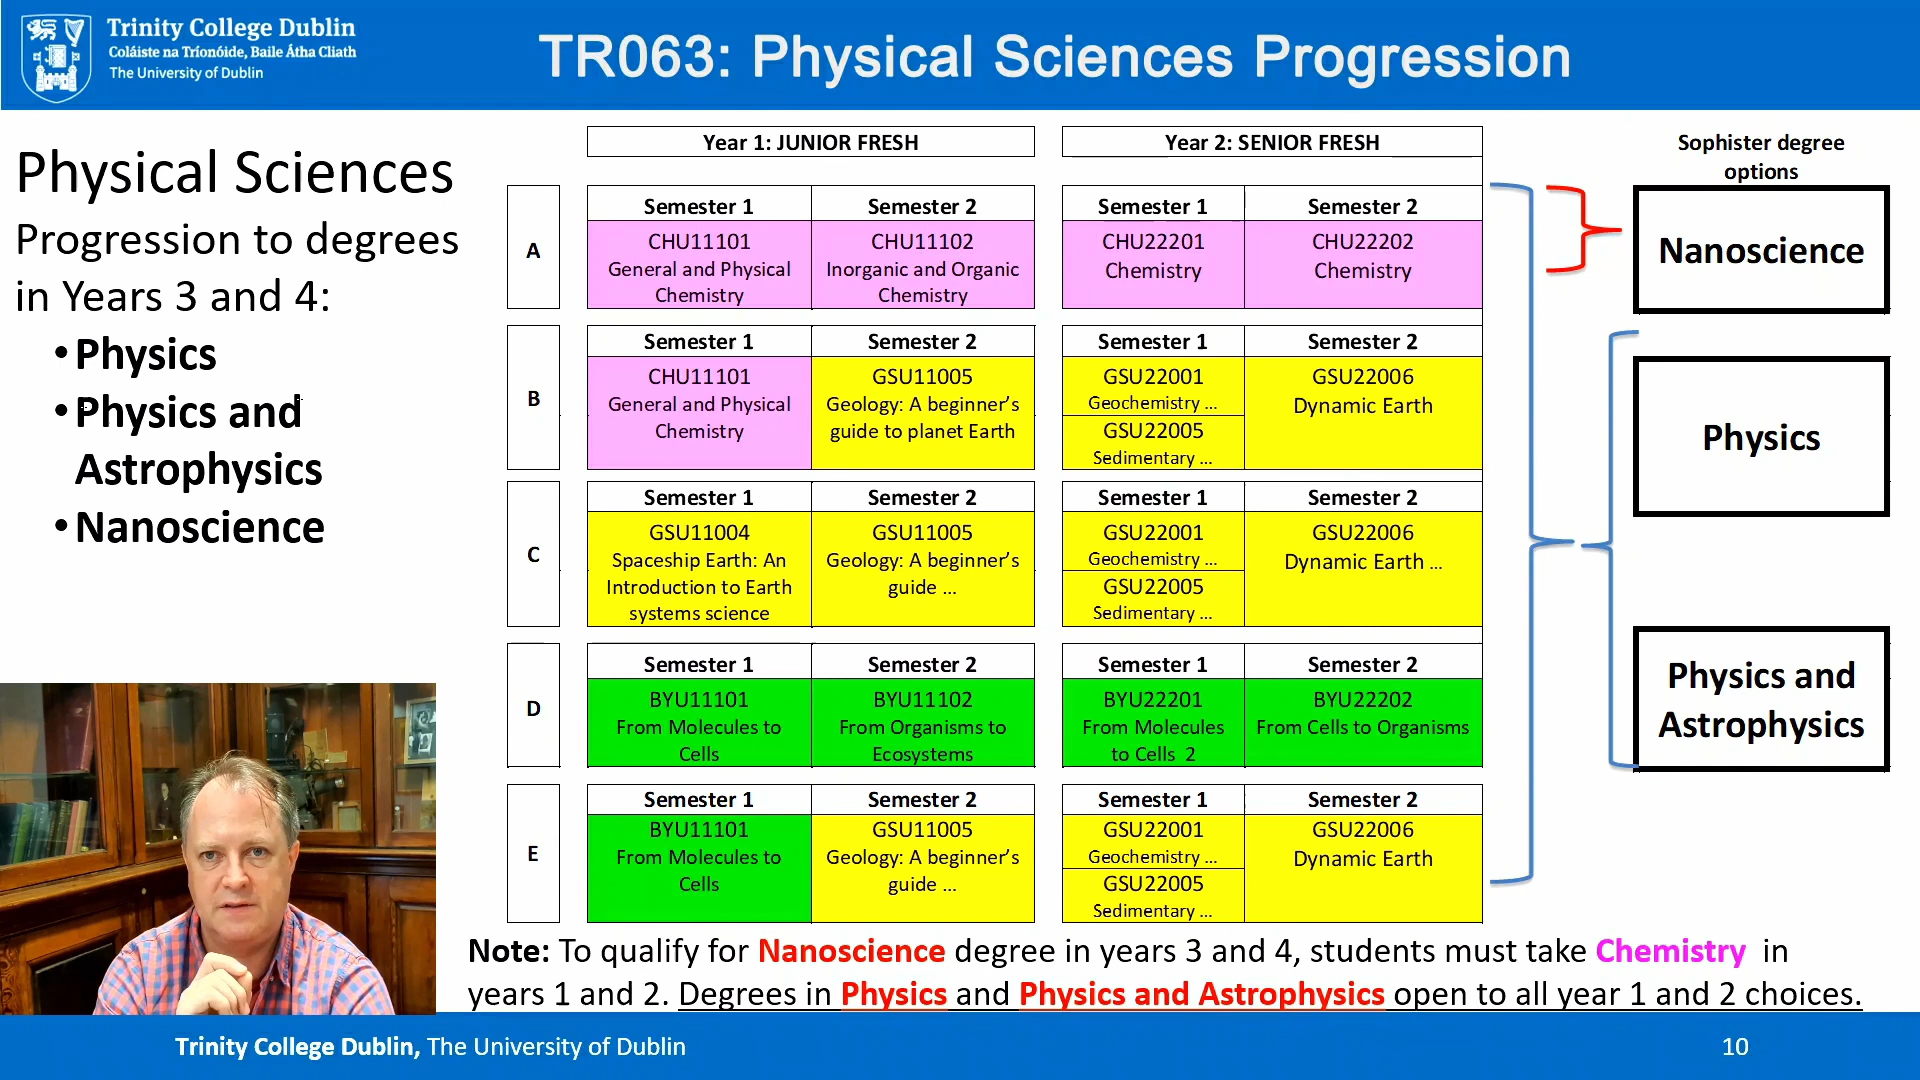 Trinity College Dublin
Coláiste na Tríonóide, Baile Átha Cliath
The University of Dublin
TR063: Physical Sciences Progression
Physical Sciences
Progression to degrees
in Years 3 and 4:
•Physics
•Physics and
Astrophysics
•Nanoscience
Year 1: JUNIOR FRESH
Year 2: SENIOR FRESH
Sophister degree
options
A
Semester 1
CHU11101
General and Physical
Chemistry
Semester 2
CHU11102
Inorganic and Organic
Chemistry
Semester 1
CHU22201
Chemistry
Semester 2
CHU22202
Chemistry
B
Semester 1
CHU11101
General and Physical
Chemistry
Semester 2
GSU11005
Geology: A beginner’s
guide to planet Earth
Semester 1
GSU22001
Geochemistry ...
GSU22005
Sedimentary ...
Semester 2
GSU22006
Dynamic Earth
C
Semester 1
GSU11004
Spaceship Earth: An
Introduction to Earth
systems science
Semester 2
GSU11005
Geology: A beginner’s
guide ...
Semester 1
GSU22001
Geochemistry ...
GSU22005
Sedimentary ...
Semester 2
GSU22006
Dynamic Earth ...
D
Semester 1
BYU11101
From Molecules to
Cells
Semester 2
BYU11102
From Organisms to
Ecosystems
Semester 1
BYU22201
From Molecules
to Cells 2
Semester 2
BYU22202
From Cells to Organisms
E
Semester 1
BYU11101
From Molecules to
Cells
Semester 2
GSU11005
Geology: A beginner’s
guide ...
Semester 1
GSU22001
Geochemistry ...
GSU22005
Sedimentary ...
Semester 2
GSU22006
Dynamic Earth
Nanoscience
Physics
Physics and
Astrophysics
Note: To qualify for Nanoscience degree in years 3 and 4, students must take Chemistry in
years 1 and 2. Degrees in Physics and Physics and Astrophysics open to all year 1 and 2 choices.
Trinity College Dublin, The University of Dublin
10